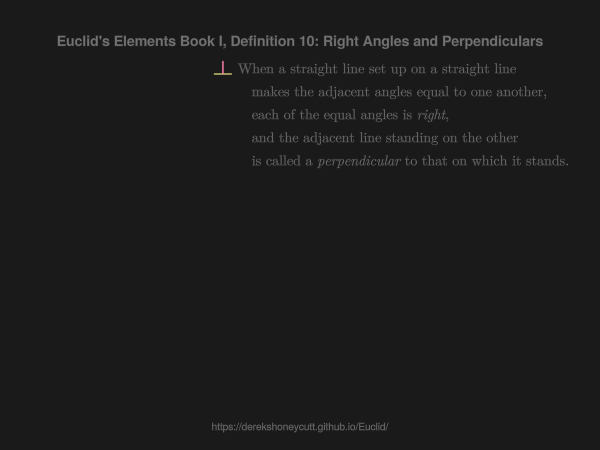 Euclid's Elements Book I, Definition 10: Right Angles and Perpendiculars
When a straight line set up on a straight line
makes the adjacent angles equal to one another,
each of the equal angles is right,
and the adjacent line standing on the other
is called a perpendicular to that on which it stands.
https://derekshoneycutt.github.io/Euclid/